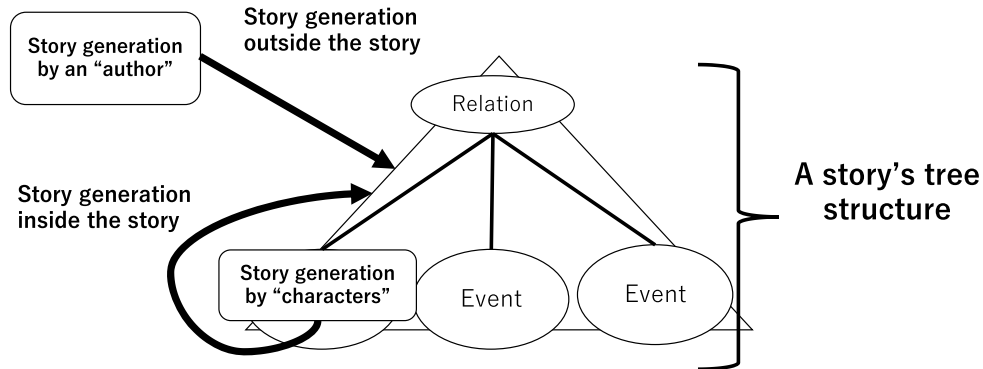 Story generation
outside the story
Story generation
by an “author”
Relation
Story generation
inside the story
A story’s tree
structure
Story generation
by “characters”
Event
Event